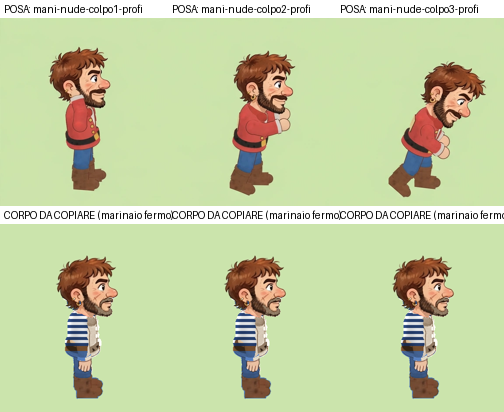 POSA: mani-nude-colpo1-profi
POSA: mani-nude-colpo2-profi
POSA: mani-nude-colpo3-profi
CORPO DA COPIARE (marinaio fermo)
CORPO DA COPIARE (marinaio fermo)
CORPO DA COPIARE (marinaio fermo